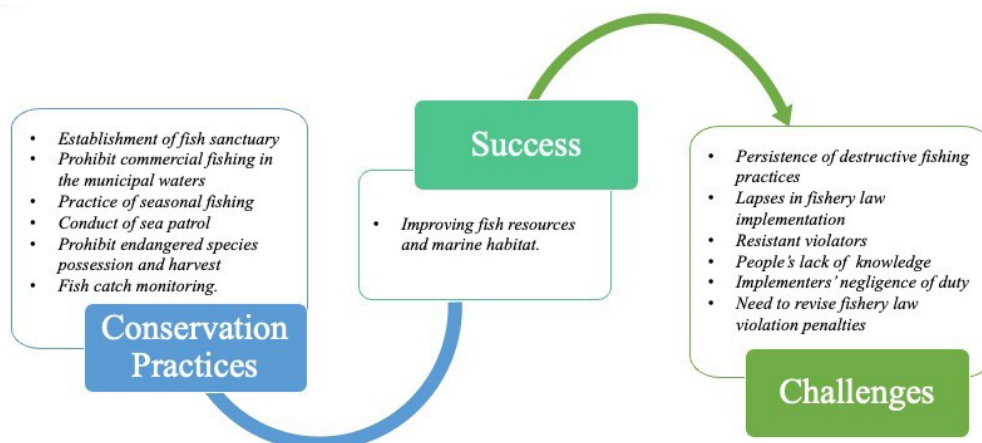 • Establishment of fish sanctuary
• Prohibit commercial fishing in
the municipal waters
• Practice of seasonal fishing
• Conduct of sea patrol
• Prohibit endangered species
possession and harvest
• Fish catch monitoring.
Conservation
Practices
Success
• Improving fish resources
and marine habitat.
• Persistence of destructive fishing
practices
• Lapses in fishery law
implementation
• Resistant violators
• People's lack of knowledge
• Implementers' negligence of duty
• Need to revise fishery law
violation penalties
Challenges